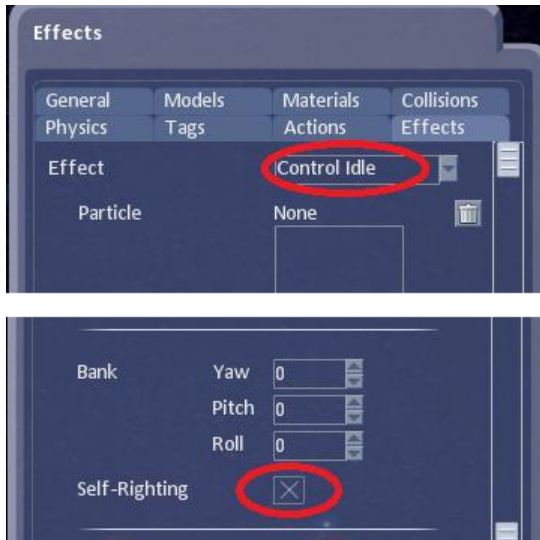 Effects
General Models Materials Collisions
Physics Tags Actions Effects
Effect Control Idle
Particle None
Bank Yaw 0
Pitch 0
Roll 0
Self-Righting